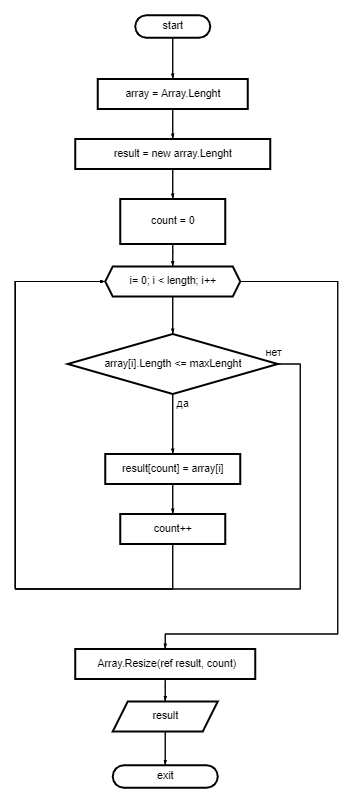 start
array = Array.Lenght
result = new array.Lenght
count = 0
i= 0; i < length; i++
array[i].Length <= maxLenght
нет
да
result[count] = array[i]
count++
Array.Resize(ref result, count)
result
exit